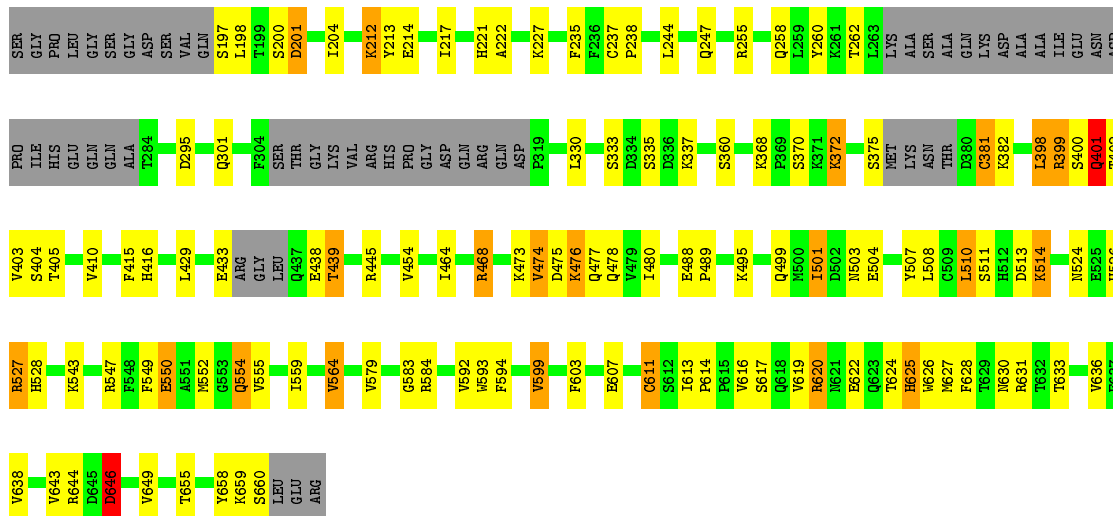 SER GLY PRO LEU GLY SER GLY ASP SER VAL GLN S197 L198 T199 S200 D201 I204 K212 Y213 E214 I217 H221 A222 K227 F235 F236 C237 P238 L244 Q247 R255 Q258 L259 Y260 K261 T262 L263 LYS ALA SER ALA GLN LYS ASP ALA ALA ILE GLU ASN ASP
PRO ILE HIS GLU GLN GLN ALA T284 D295 Q301 F304 SER THR GLY LYS VAL ARG HIS PRO GLY ASP GLN ARG GLN ASP P319 L330 S333 D334 S335 D336 K337 S360 K368 P369 S370 K371 K372 S375 MET LYS ASN THR D380 C381 K382 L398 R399 S400 Q401
V403 S404 T405 V410 F415 H416 L429 E433 ARG GLY LEU Q437 E438 T439 R445 V454 I464 R468 K473 V474 D475 K476 Q477 Q478 V479 I480 E488 P489 K495 Q499 M500 I501 D502 N503 E504 Y507 L508 C509 L510 S511 H512 D513 K514 N524 E525
R527 H528 K543 R547 F548 F549 E550 A551 M552 G553 Q554 V555 I559 V564 V579 G583 R584 V592 W593 F594 V599 F603 E607 C611 S612 I613 P614 P615 V616 S617 Q618 V619 R620 N621 E622 Q623 T624 H625 W626 M627 F628 T629 N630 R631 T632 T633 V636
V638 V643 R644 D645 D646 V649 T655 Y658 K659 S660 LEU GLU ARG